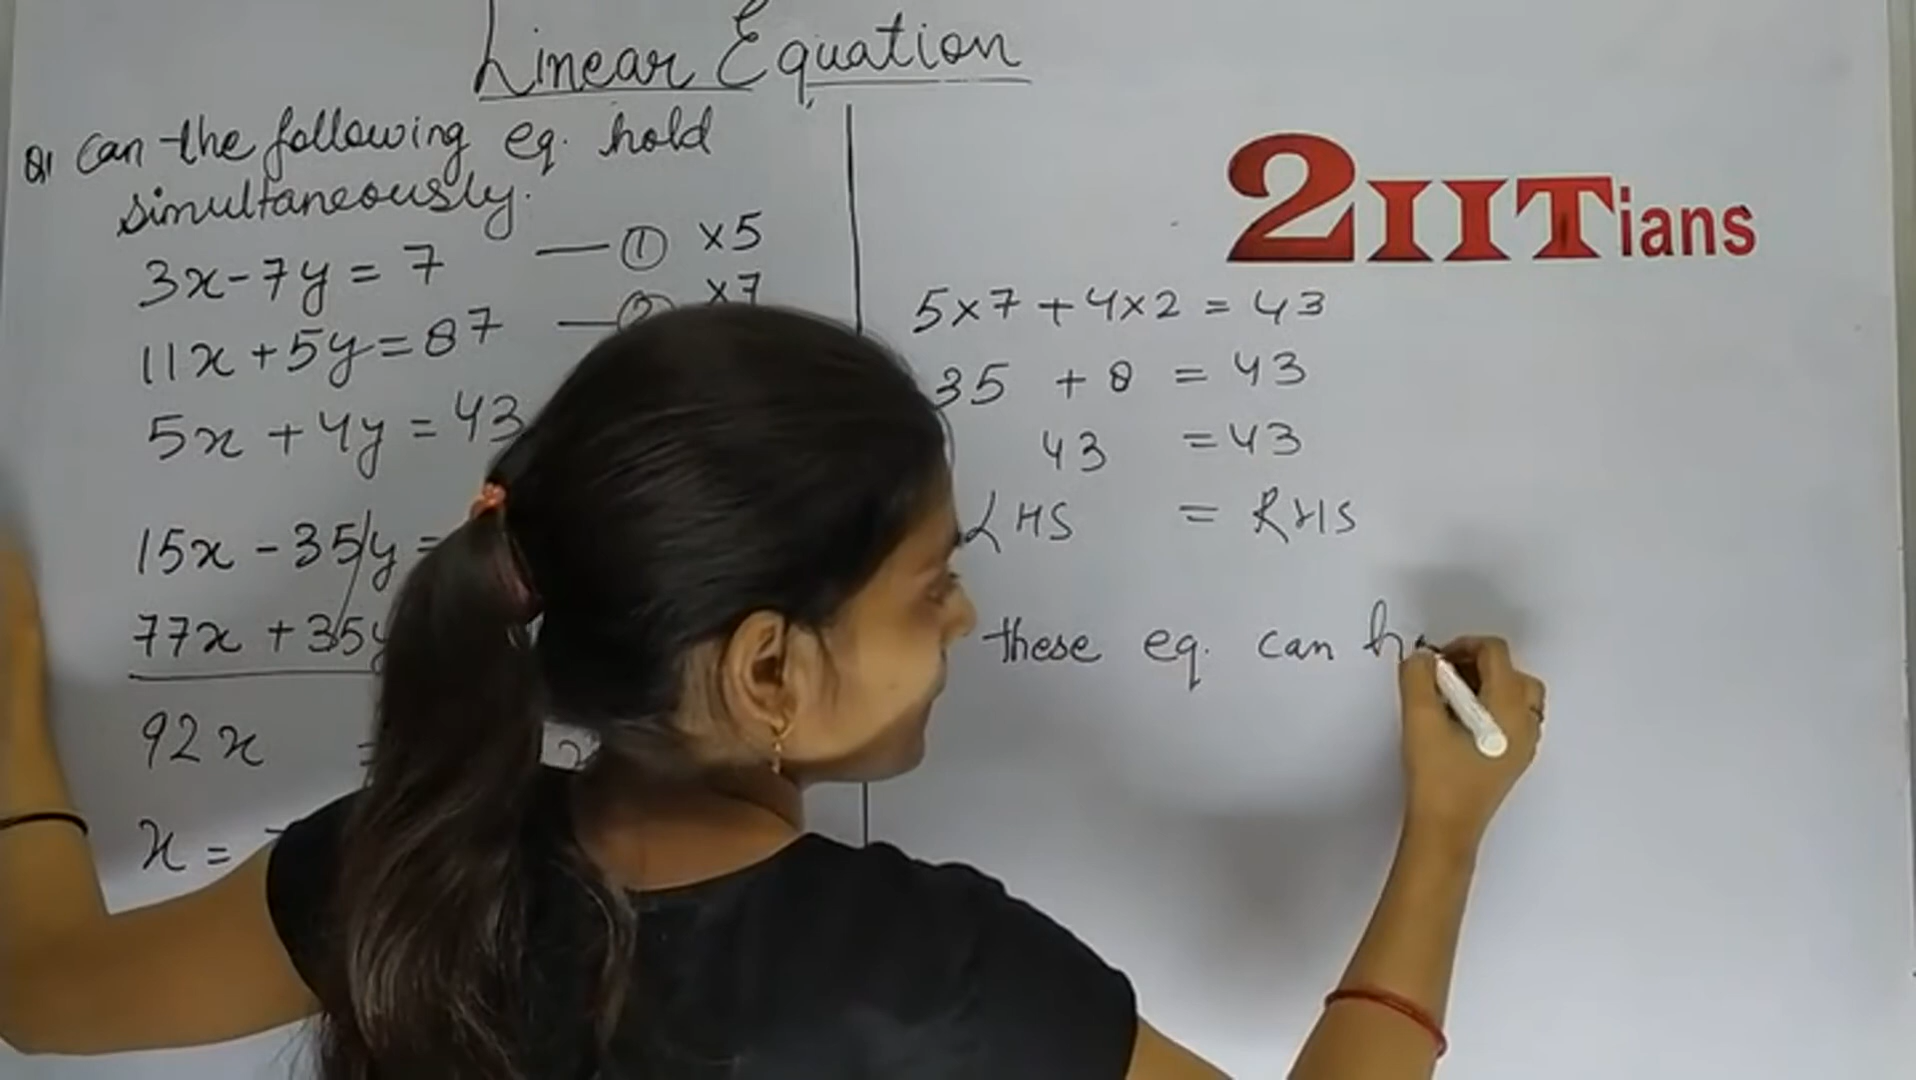 Linear Equation
Q1 Can the following eq. hold
simultaneously.
3x - 7y = 7 — ① ×5
11x + 5y = 87 — ② ×7
5x + 4y = 43
15x - 35y =
77x + 35y
92x =
x =
2IITians
5×7 + 4×2 = 43
35 + 8 = 43
43 = 43
LHS = RHS
these eq. can